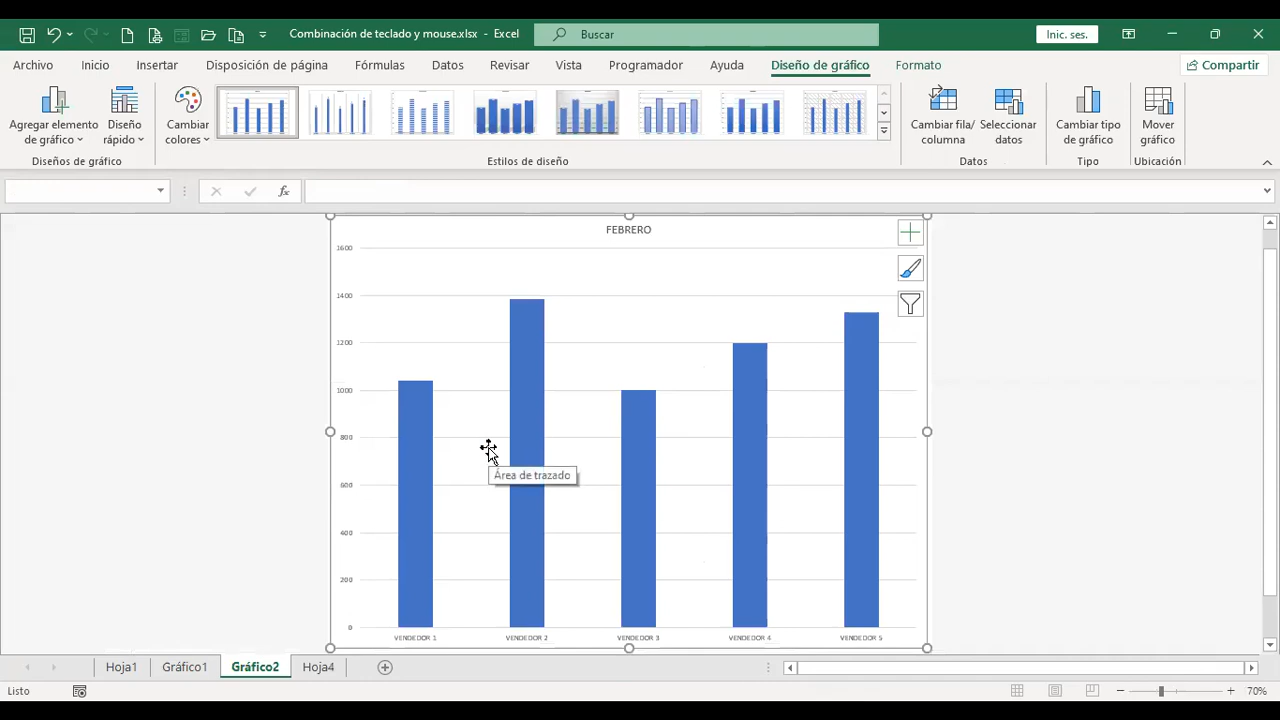 Combinación de teclado y mouse.xlsx - Excel
Buscar
Inic. ses.
Archivo Inicio Insertar Disposición de página Fórmulas Datos Revisar Vista Programador Ayuda Diseño de gráfico Formato Compartir
Agregar elemento de gráfico
Diseño rápido
Cambiar colores
Cambiar fila/ columna
Seleccionar datos
Cambiar tipo de gráfico
Mover gráfico
Diseños de gráfico Estilos de diseño Datos Tipo Ubicación
fx
FEBRERO
1600
1400
1200
1000
800
Área de trazado
600
400
200
0
VENDEDOR 1 VENDEDOR 2 VENDEDOR 3 VENDEDOR 4 VENDEDOR 5
Hoja1 Gráfico1 Gráfico2 Hoja4
Listo 70%